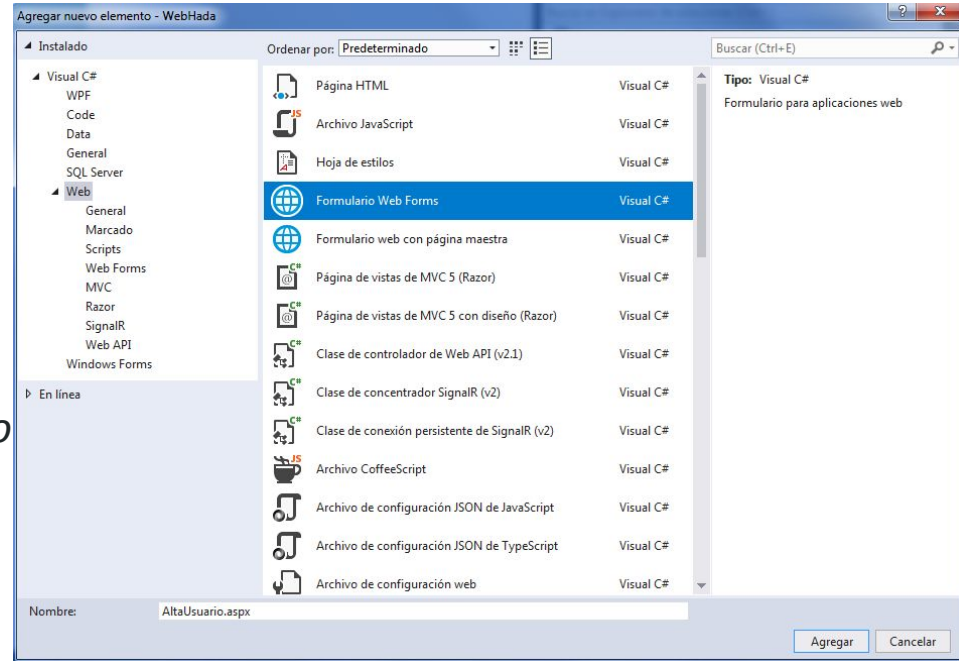 Agregar nuevo elemento - WebHada
Instalado
Visual C#
WPF
Code
Data
General
SQL Server
Web
General
Marcado
Scripts
Web Forms
MVC
Razor
SignalR
Web API
Windows Forms
En línea
Ordenar por: Predeterminado
Página HTML Visual C#
Archivo JavaScript Visual C#
Hoja de estilos Visual C#
Formulario Web Forms Visual C#
Formulario web con página maestra Visual C#
Página de vistas de MVC 5 (Razor) Visual C#
Página de vistas de MVC 5 con diseño (Razor) Visual C#
Clase de controlador de Web API (v2.1) Visual C#
Clase de concentrador SignalR (v2) Visual C#
Clase de conexión persistente de SignalR (v2) Visual C#
Archivo CoffeeScript Visual C#
Archivo de configuración JSON de JavaScript Visual C#
Archivo de configuración JSON de TypeScript Visual C#
Archivo de configuración web Visual C#
Buscar (Ctrl+E)
Tipo: Visual C#
Formulario para aplicaciones web
Nombre: AltaUsuario.aspx
Agregar Cancelar